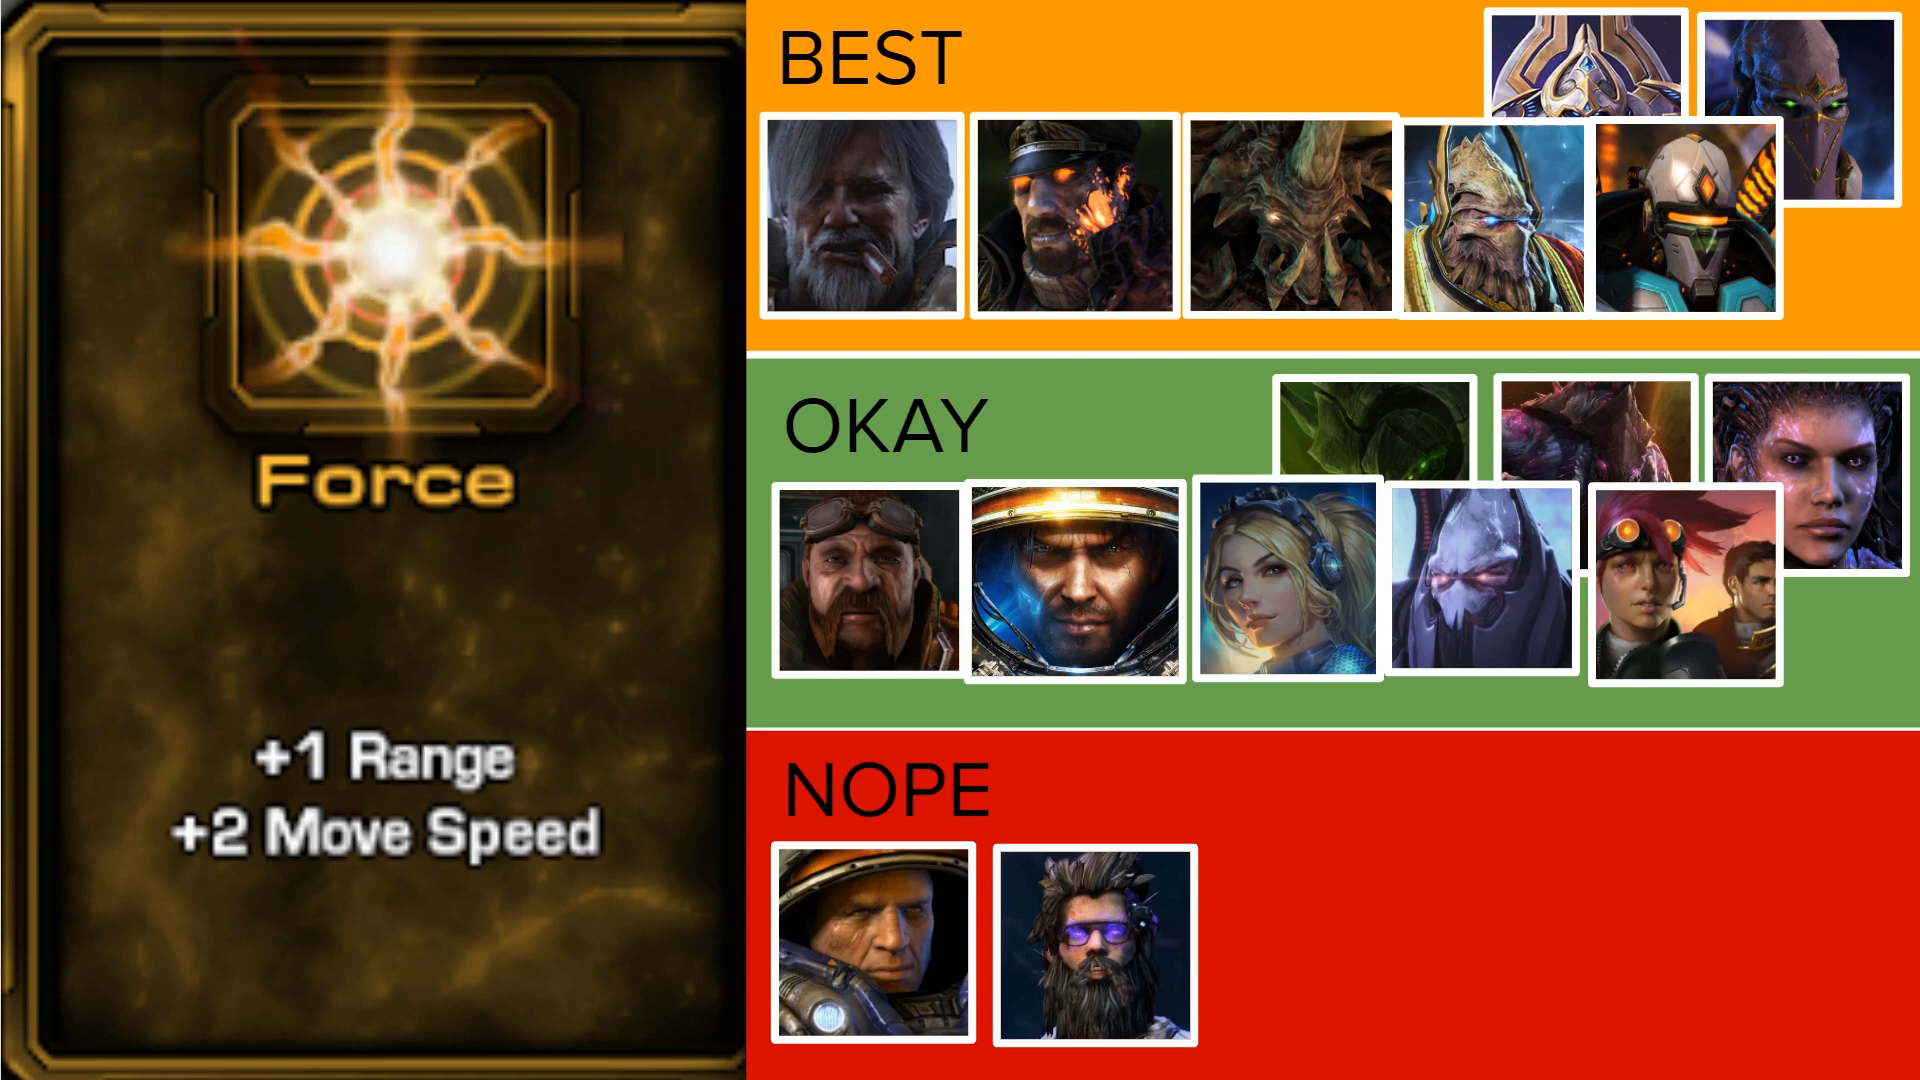 Force
+1 Range
+2 Move Speed
BEST
OKAY
NOPE